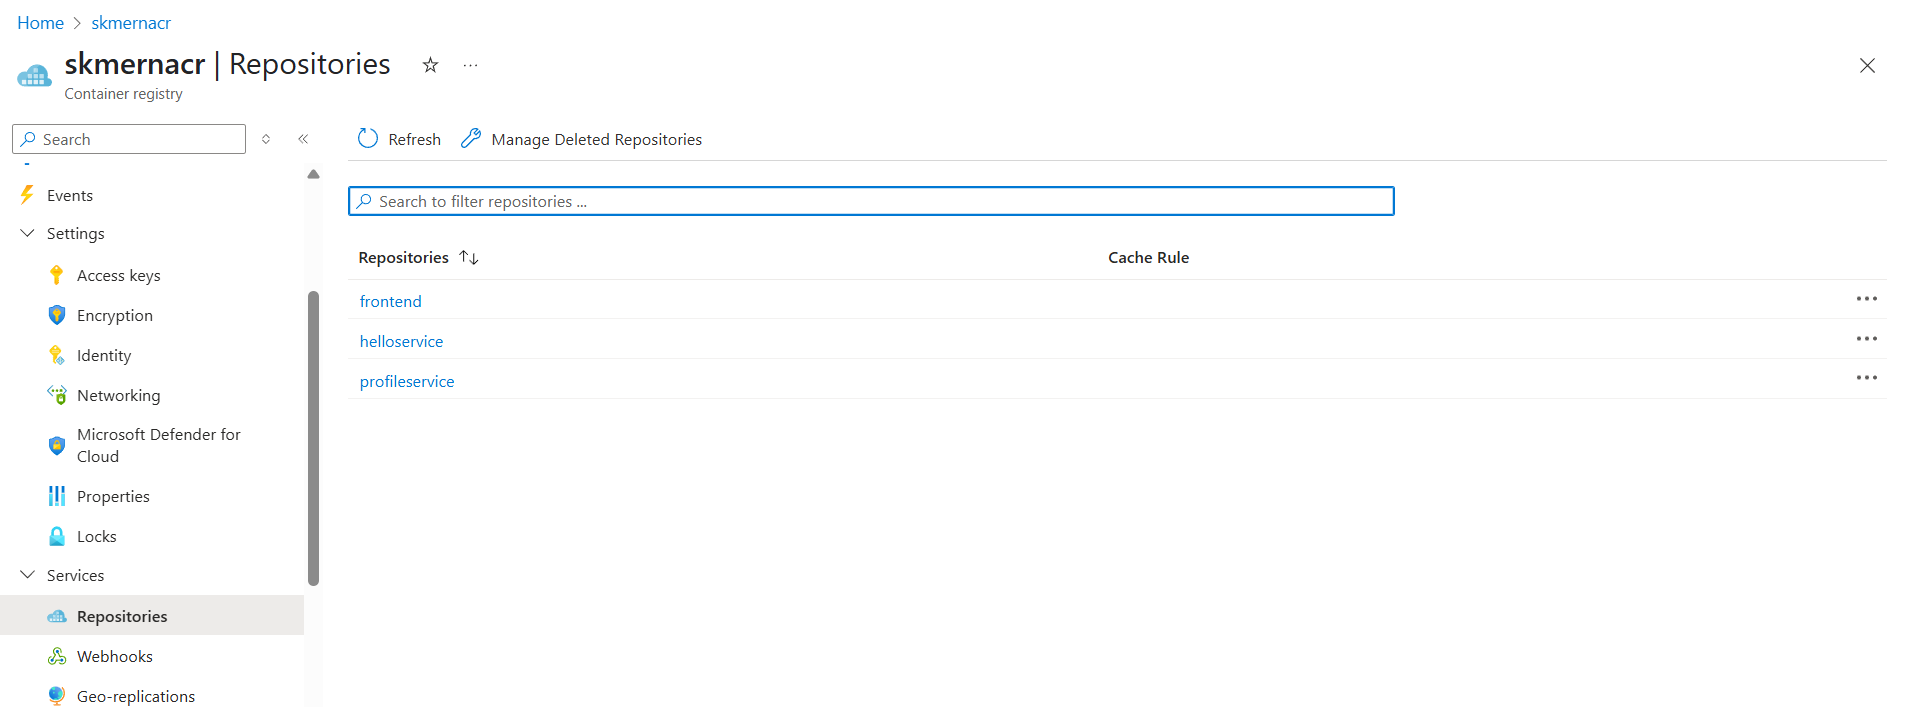 Home > skmernacr
skmernacr | Repositories
Container registry
Search
Events
Settings
Access keys
Encryption
Identity
Networking
Microsoft Defender for
Cloud
Properties
Locks
Services
Repositories
Webhooks
Geo-replications
Refresh
Manage Deleted Repositories
Search to filter repositories ...
Repositories Cache Rule
frontend
helloservice
profileservice